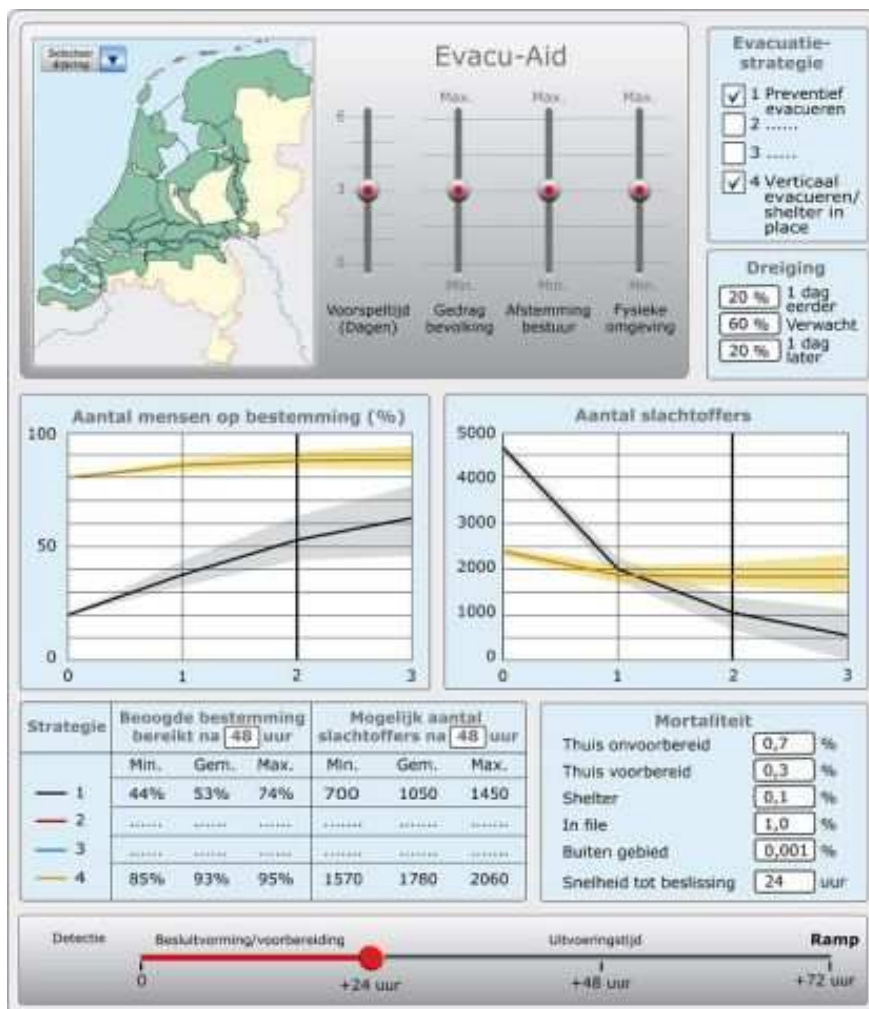 Selecteer
dijkring
Evacu-Aid
Max.
Max.
Max.
6
3
0
Min.
Min.
Min.
Voorspeltijd
(Dagen)
Gedrag
bevolking
Afstemming
bestuur
Fysieke
omgeving
Evacuatie-
strategie
1 Preventief
evacueren
2 ......
3 .....
4 Verticaal
evacueren/
shelter in
place
Dreiging
20 % 1 dag
eerder
60 % Verwacht
20 % 1 dag
later
Aantal mensen op bestemming (%)
100
50
0
0 1 2 3
Aantal slachtoffers
5000
4000
3000
2000
1000
0
0 1 2 3
Strategie
Beoogde bestemming
bereikt na 48 uur
Mogelijk aantal
slachtoffers na 48 uur
Min. Gem. Max. Min. Gem. Max.
1 44% 53% 74% 700 1050 1450
2 ...... ...... ...... ...... ...... ......
3 ...... ...... ...... ...... ...... ......
4 85% 93% 95% 1570 1780 2060
Mortaliteit
Thuis onvoorbereid 0,7 %
Thuis voorbereid 0,3 %
Shelter 0,1 %
In file 1,0 %
Buiten gebied 0,001 %
Snelheid tot beslissing 24 uur
Detectie Besluitvorming/voorbereiding Uitvoeringstijd Ramp
0 +24 uur +48 uur +72 uur